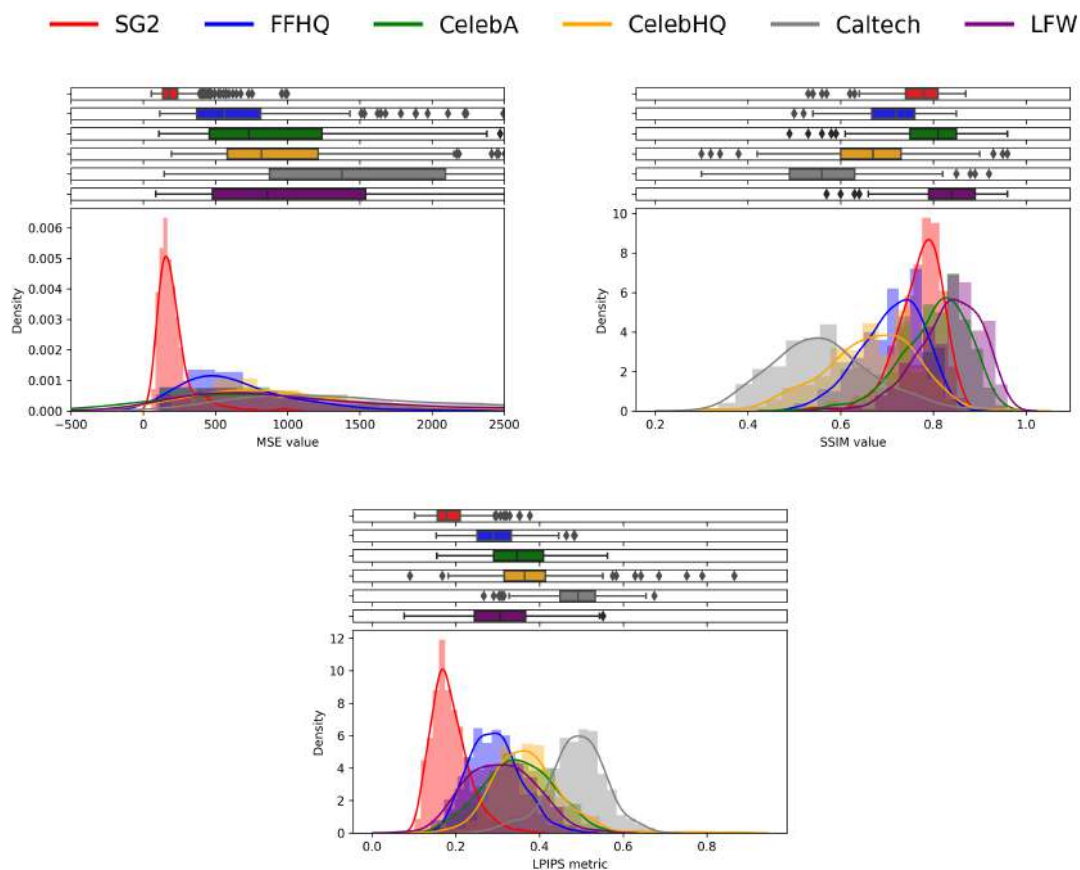 SG2 FFHQ CelebA CelebHQ Caltech LFW
0.006
0.005
0.004
0.003
0.002
0.001
0.000
Density
−500 0 500 1000 1500 2000 2500
MSE value
10
8
6
4
2
0
Density
0.2 0.4 0.6 0.8 1.0
SSIM value
12
10
8
6
4
2
0
Density
0.0 0.2 0.4 0.6 0.8
LPIPS metric